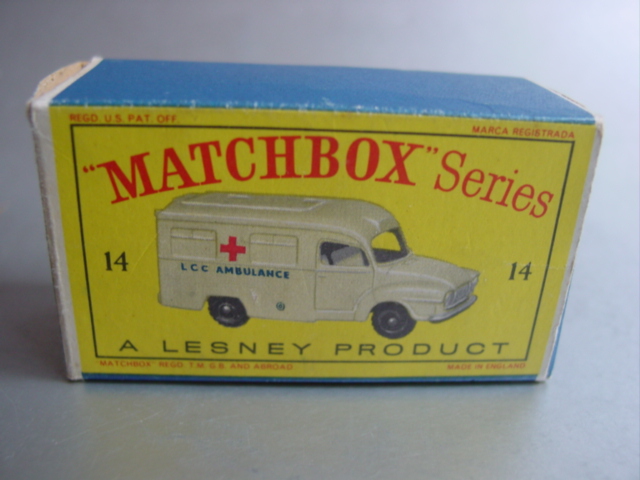 REGD. U.S. PAT. OFF.
MARCA REGISTRADA
"MATCHBOX" Series
14
14
LCC AMBULANCE
A LESNEY PRODUCT
MATCHBOX" REGD. T.M. G.B. AND ABROAD
MADE IN ENGLAND